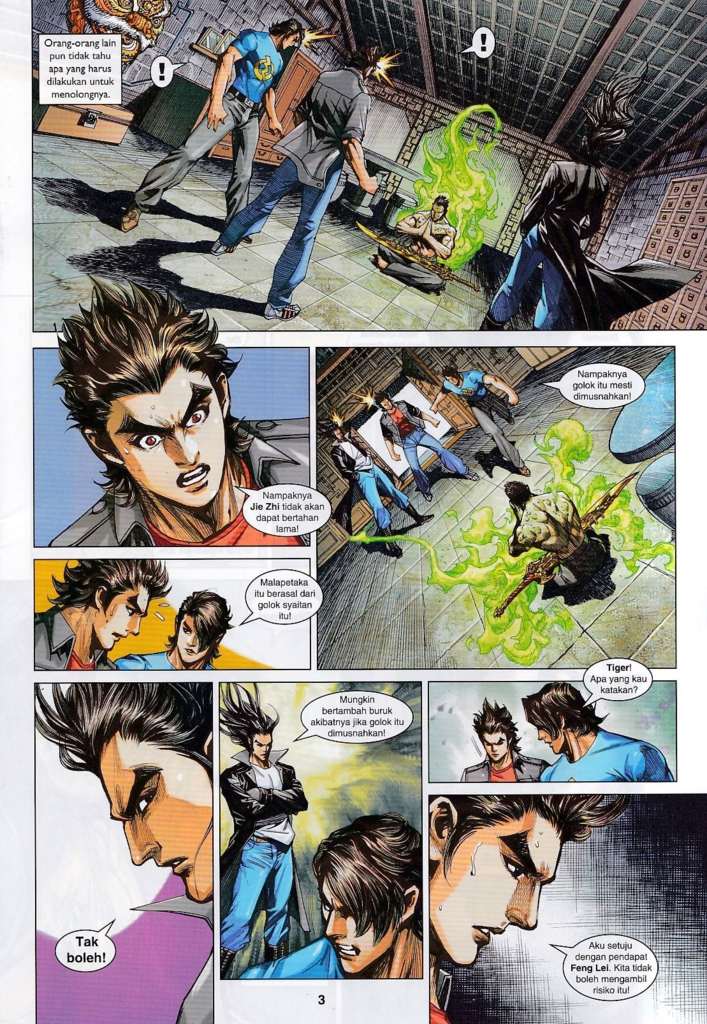 Orang-orang lain
pun tidak tahu
apa yang harus
dilakukan untuk
menolongnya.
!
!
Nampaknya
Jie Zhi tidak akan
dapat bertahan
lama!
Nampaknya
golok itu mesti
dimusnahkan!
Malapetaka
itu berasal dari
golok syaitan
itu!
Tak
boleh!
Mungkin
bertambah buruk
akibatnya jika golok itu
dimusnahkan!
Tiger!
Apa yang kau
katakan?
Aku setuju
dengan pendapat
Feng Lei. Kita tidak
boleh mengambil
risiko itu!
3